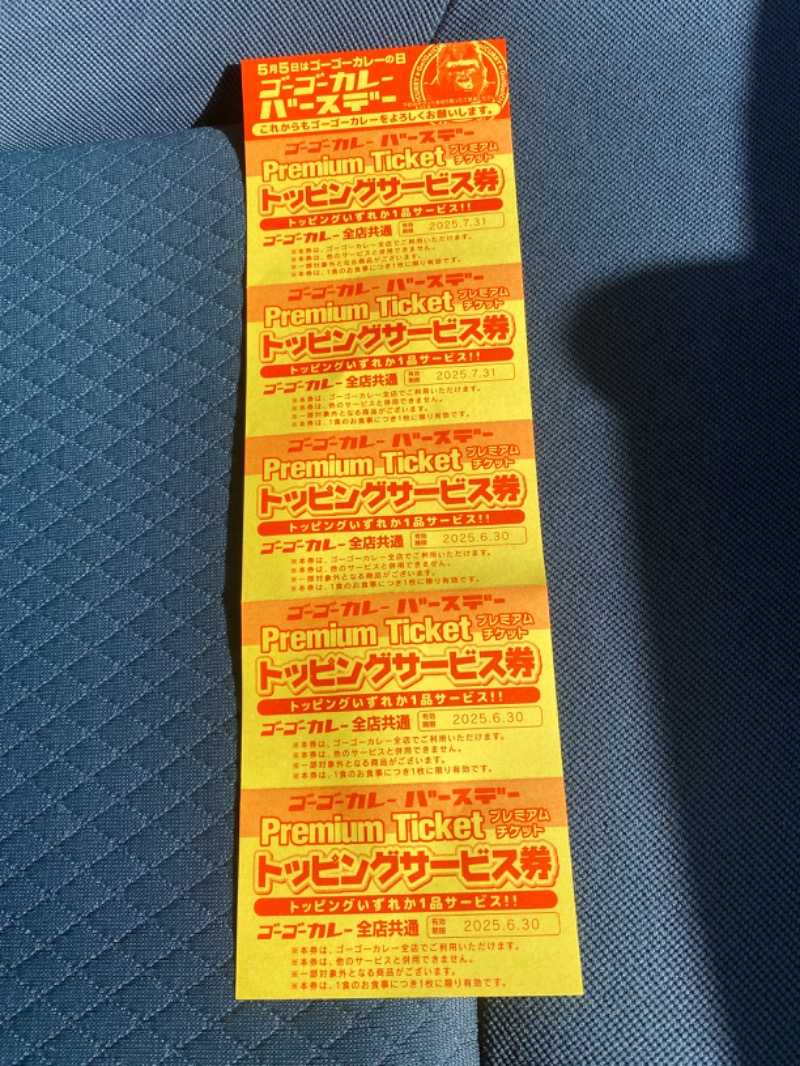 5月5日はゴーゴーカレーの日
ゴーゴーカレー
バースデー
これからもゴーゴーカレーをよろしくお願いします。
ゴーゴーカレー バースデー
Premium Ticket プレミアムチケット
トッピングサービス券
トッピングいずれか1品サービス!!
ゴーゴーカレー 全店共通 有効期限 2025.7.31
※本券は、ゴーゴーカレー全店でご利用いただけます。
※本券は、他のサービスと併用できません。
※一部対象外となる商品がございます。
※本券は、1食のお食事につき1枚に限り有効です。
ゴーゴーカレー バースデー
Premium Ticket プレミアムチケット
トッピングサービス券
トッピングいずれか1品サービス!!
ゴーゴーカレー 全店共通 有効期限 2025.7.31
※本券は、ゴーゴーカレー全店でご利用いただけます。
※本券は、他のサービスと併用できません。
※一部対象外となる商品がございます。
※本券は、1食のお食事につき1枚に限り有効です。
ゴーゴーカレー バースデー
Premium Ticket プレミアムチケット
トッピングサービス券
トッピングいずれか1品サービス!!
ゴーゴーカレー 全店共通 有効期限 2025.6.30
※本券は、ゴーゴーカレー全店でご利用いただけます。
※本券は、他のサービスと併用できません。
※一部対象外となる商品がございます。
※本券は、1食のお食事につき1枚に限り有効です。
ゴーゴーカレー バースデー
Premium Ticket プレミアムチケット
トッピングサービス券
トッピングいずれか1品サービス!!
ゴーゴーカレー 全店共通 有効期限 2025.6.30
※本券は、ゴーゴーカレー全店でご利用いただけます。
※本券は、他のサービスと併用できません。
※一部対象外となる商品がございます。
※本券は、1食のお食事につき1枚に限り有効です。
ゴーゴーカレー バースデー
Premium Ticket プレミアムチケット
トッピングサービス券
トッピングいずれか1品サービス!!
ゴーゴーカレー 全店共通 有効期限 2025.6.30
※本券は、ゴーゴーカレー全店でご利用いただけます。
※本券は、他のサービスと併用できません。
※一部対象外となる商品がございます。
※本券は、1食のお食事につき1枚に限り有効です。